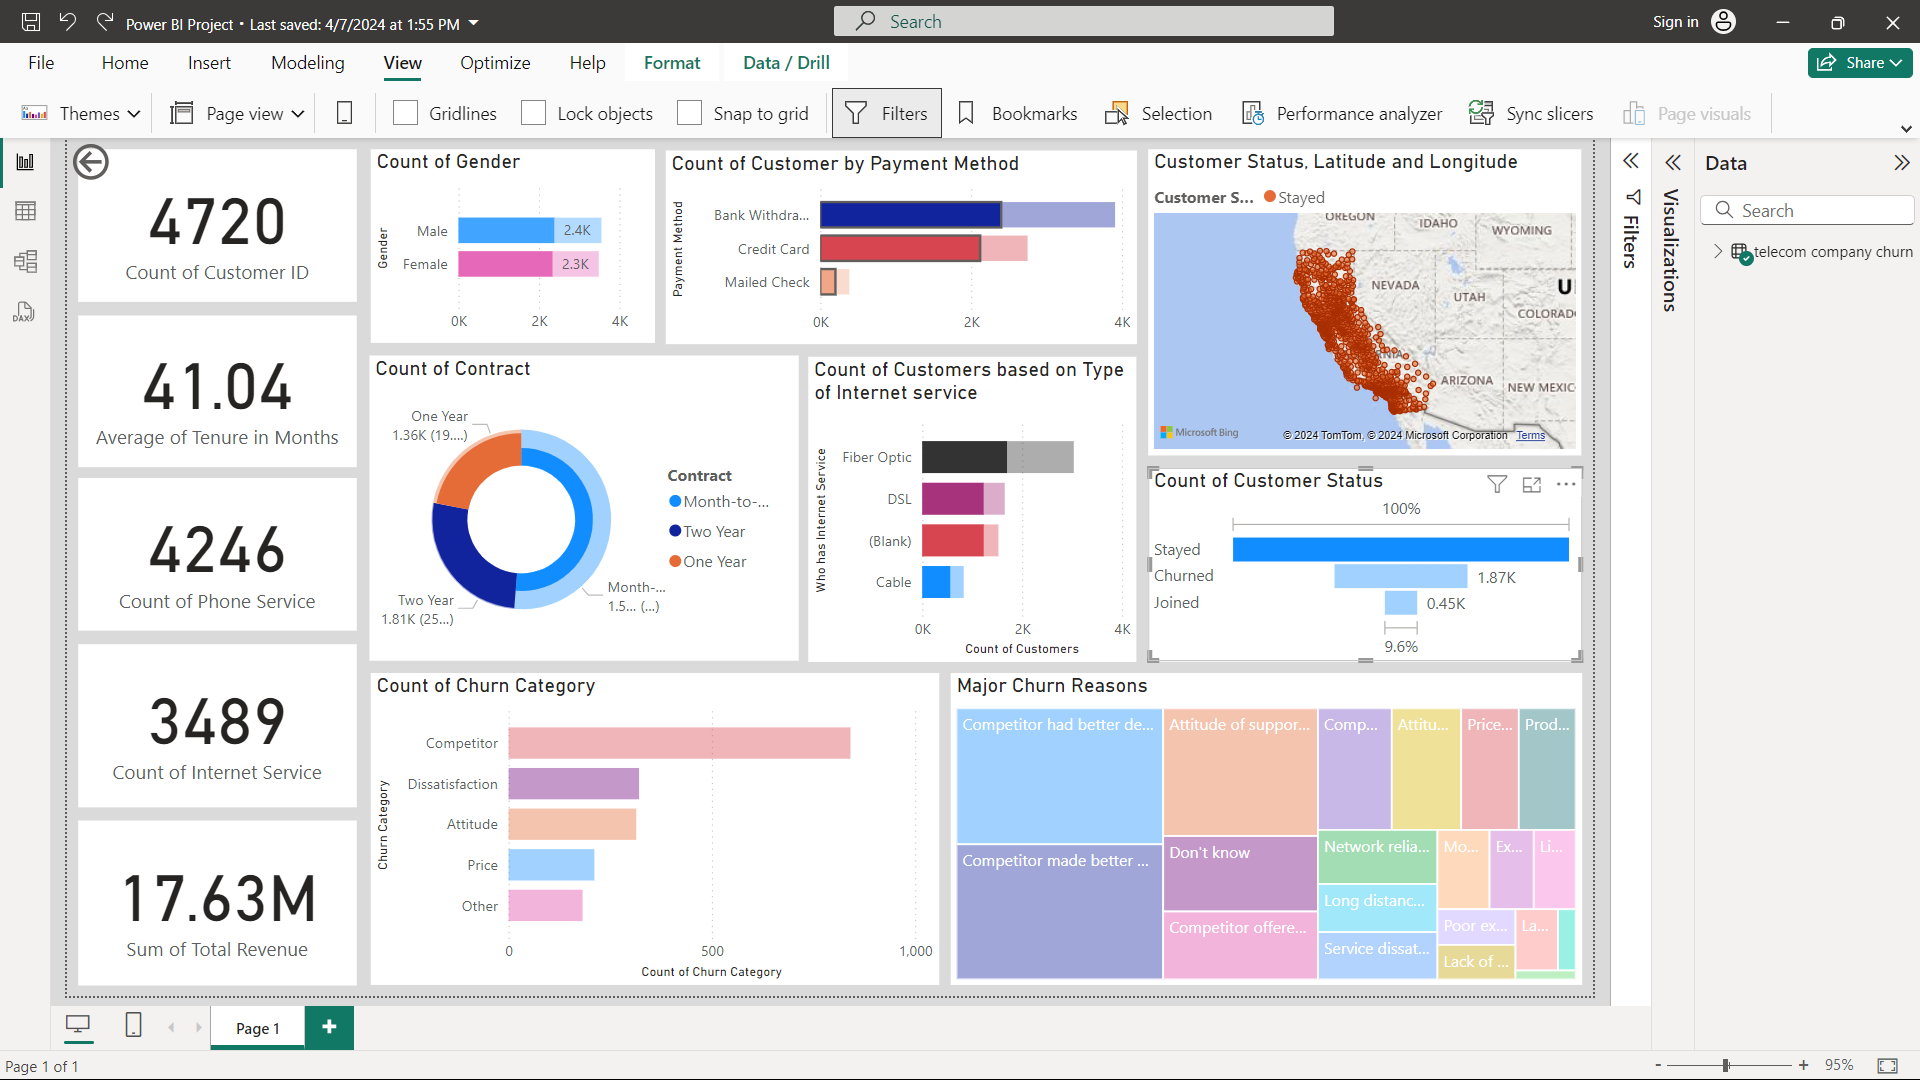 Power BI Project • Last saved: 4/7/2024 at 1:55 PM
Search
Sign in
File
Home
Insert
Modeling
View
Optimize
Help
Format
Data / Drill
Share
Themes
Page view
Gridlines
Lock objects
Snap to grid
Filters
Bookmarks
Selection
Performance analyzer
Sync slicers
Page visuals
DAX
4720
Count of Customer ID
41.04
Average of Tenure in Months
4246
Count of Phone Service
3489
Count of Internet Service
17.63M
Sum of Total Revenue
Count of Gender
Gender
Male
2.4K
Female
2.3K
0K
2K
4K
Count of Customer by Payment Method
Payment Method
Bank Withdra...
Credit Card
Mailed Check
0K
2K
4K
Customer Status, Latitude and Longitude
Customer S...
Stayed
OREGON
IDAHO
WYOMING
NEVADA
UTAH
COLORAD
ARIZONA
NEW MEXIC
Microsoft Bing
© 2024 TomTom, © 2024 Microsoft Corporation
Terms
Count of Contract
One Year
1.36K (19....)
Two Year
1.81K (25...)
Month-...
1.5... (...)
Contract
Month-to-...
Two Year
One Year
Count of Customers based on Type
of Internet service
Who has Internet Service
Fiber Optic
DSL
(Blank)
Cable
0K
2K
4K
Count of Customers
Count of Customer Status
100%
Stayed
Churned
1.87K
Joined
0.45K
9.6%
Count of Churn Category
Churn Category
Competitor
Dissatisfaction
Attitude
Price
Other
0
500
1,000
Count of Churn Category
Major Churn Reasons
Competitor had better de...
Competitor made better ...
Attitude of suppor...
Don't know
Competitor offere...
Comp...
Attitu...
Price...
Prod...
Network relia...
Long distanc...
Service dissat...
Mo...
Ex...
Li...
Poor ex...
La...
Lack of ...
Filters
Visualizations
Data
Search
telecom company churn
Page 1
Page 1 of 1
95%